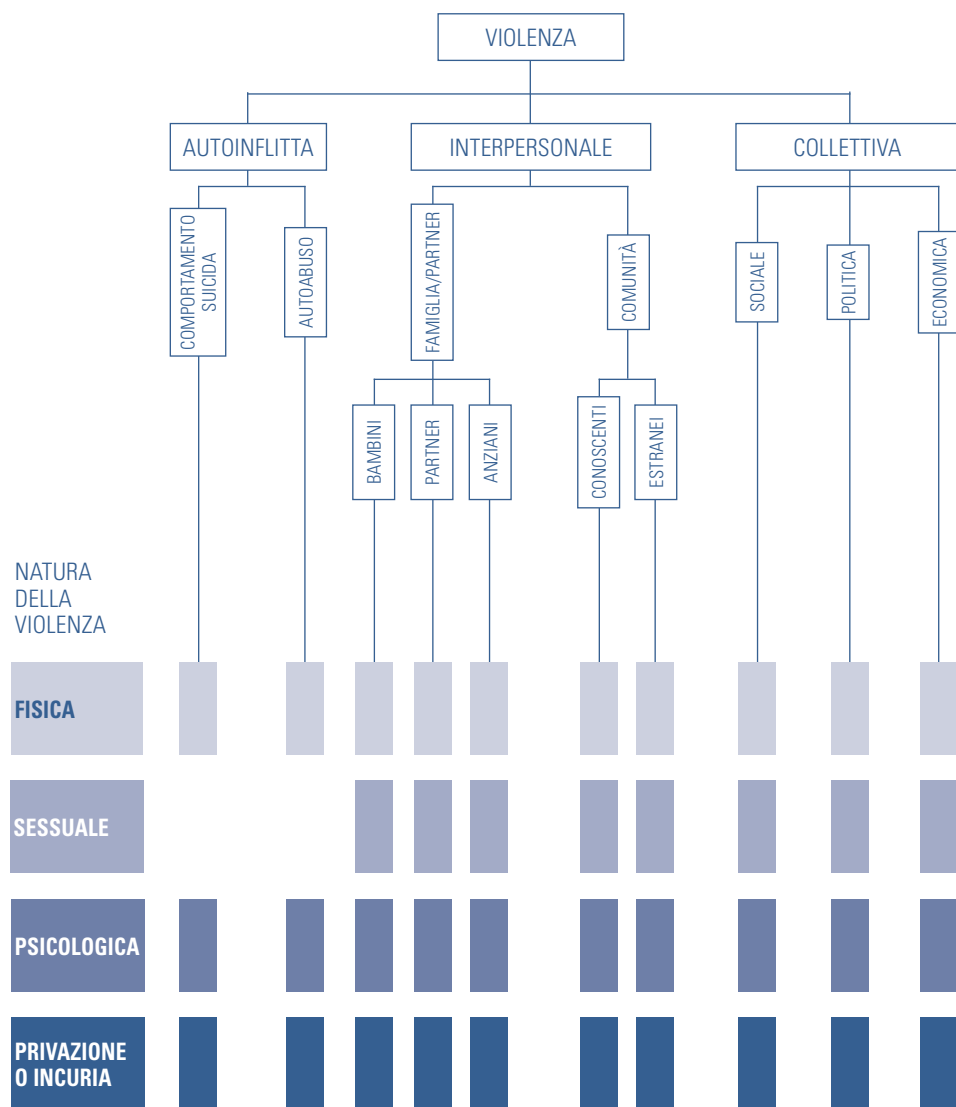 VIOLENZA
AUTOINFLITTA
INTERPERSONALE
COLLETTIVA
COMPORTAMENTO
SUICIDA
AUTOABUSO
FAMIGLIA/PARTNER
COMUNITÀ
SOCIALE
POLITICA
ECONOMICA
BAMBINI
PARTNER
ANZIANI
CONOSCENTI
ESTRANEI
NATURA
DELLA
VIOLENZA
FISICA
SESSUALE
PSICOLOGICA
PRIVAZIONE
O INCURIA